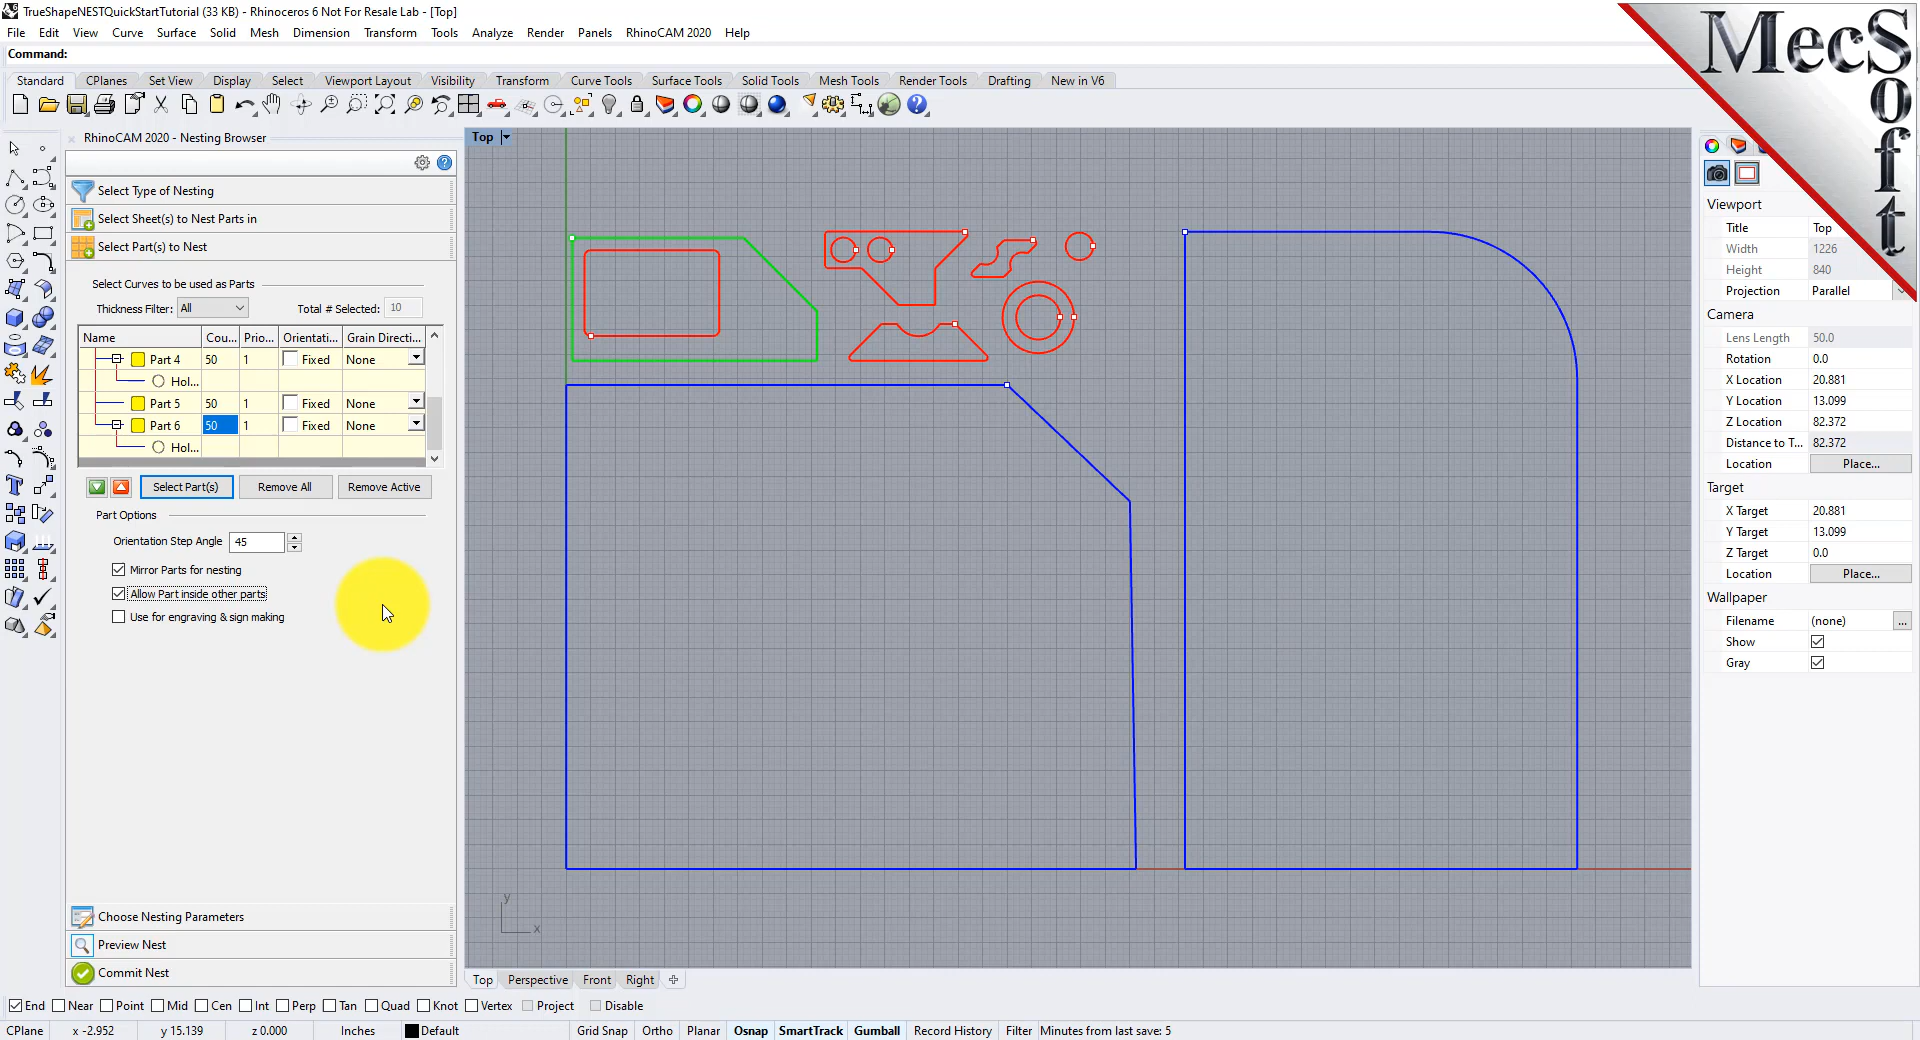 TrueShapeNESTQuickStartTutorial (33 KB) - Rhinoceros 6 Not For Resale Lab - [Top]
File Edit View Curve Surface Solid Mesh Dimension Transform Tools Analyze Render Panels RhinoCAM 2020 Help
Command:
Standard CPlanes Set View Display Select Viewport Layout Visibility Transform Curve Tools Surface Tools Solid Tools Mesh Tools Render Tools Drafting New in V6
MecSoft
RhinoCAM 2020 - Nesting Browser
Select Type of Nesting
Select Sheet(s) to Nest Parts in
Select Part(s) to Nest
Select Curves to be used as Parts
Thickness Filter: All Total # Selected: 10
Name Cou... Prio... Orientati... Grain Directi...
Part 4 50 1 Fixed None
Hol...
Part 5 50 1 Fixed None
Part 6 50 1 Fixed None
Hol...
Select Part(s) Remove All Remove Active
Part Options
Orientation Step Angle 45
Mirror Parts for nesting
Allow Part inside other parts
Use for engraving & sign making
Choose Nesting Parameters
Preview Nest
Commit Nest
Top
y
x
Top Perspective Front Right
Viewport
Title Top
Width 1226
Height 840
Projection Parallel
Camera
Lens Length 50.0
Rotation 0.0
X Location 20.881
Y Location 13.099
Z Location 82.372
Distance to T... 82.372
Location Place...
Target
X Target 20.881
Y Target 13.099
Z Target 0.0
Location Place...
Wallpaper
Filename (none) ...
Show
Gray
End Near Point Mid Cen Int Perp Tan Quad Knot Vertex Project Disable
CPlane x -2.952 y 15.139 z 0.000 Inches Default Grid Snap Ortho Planar Osnap SmartTrack Gumball Record History Filter Minutes from last save: 5